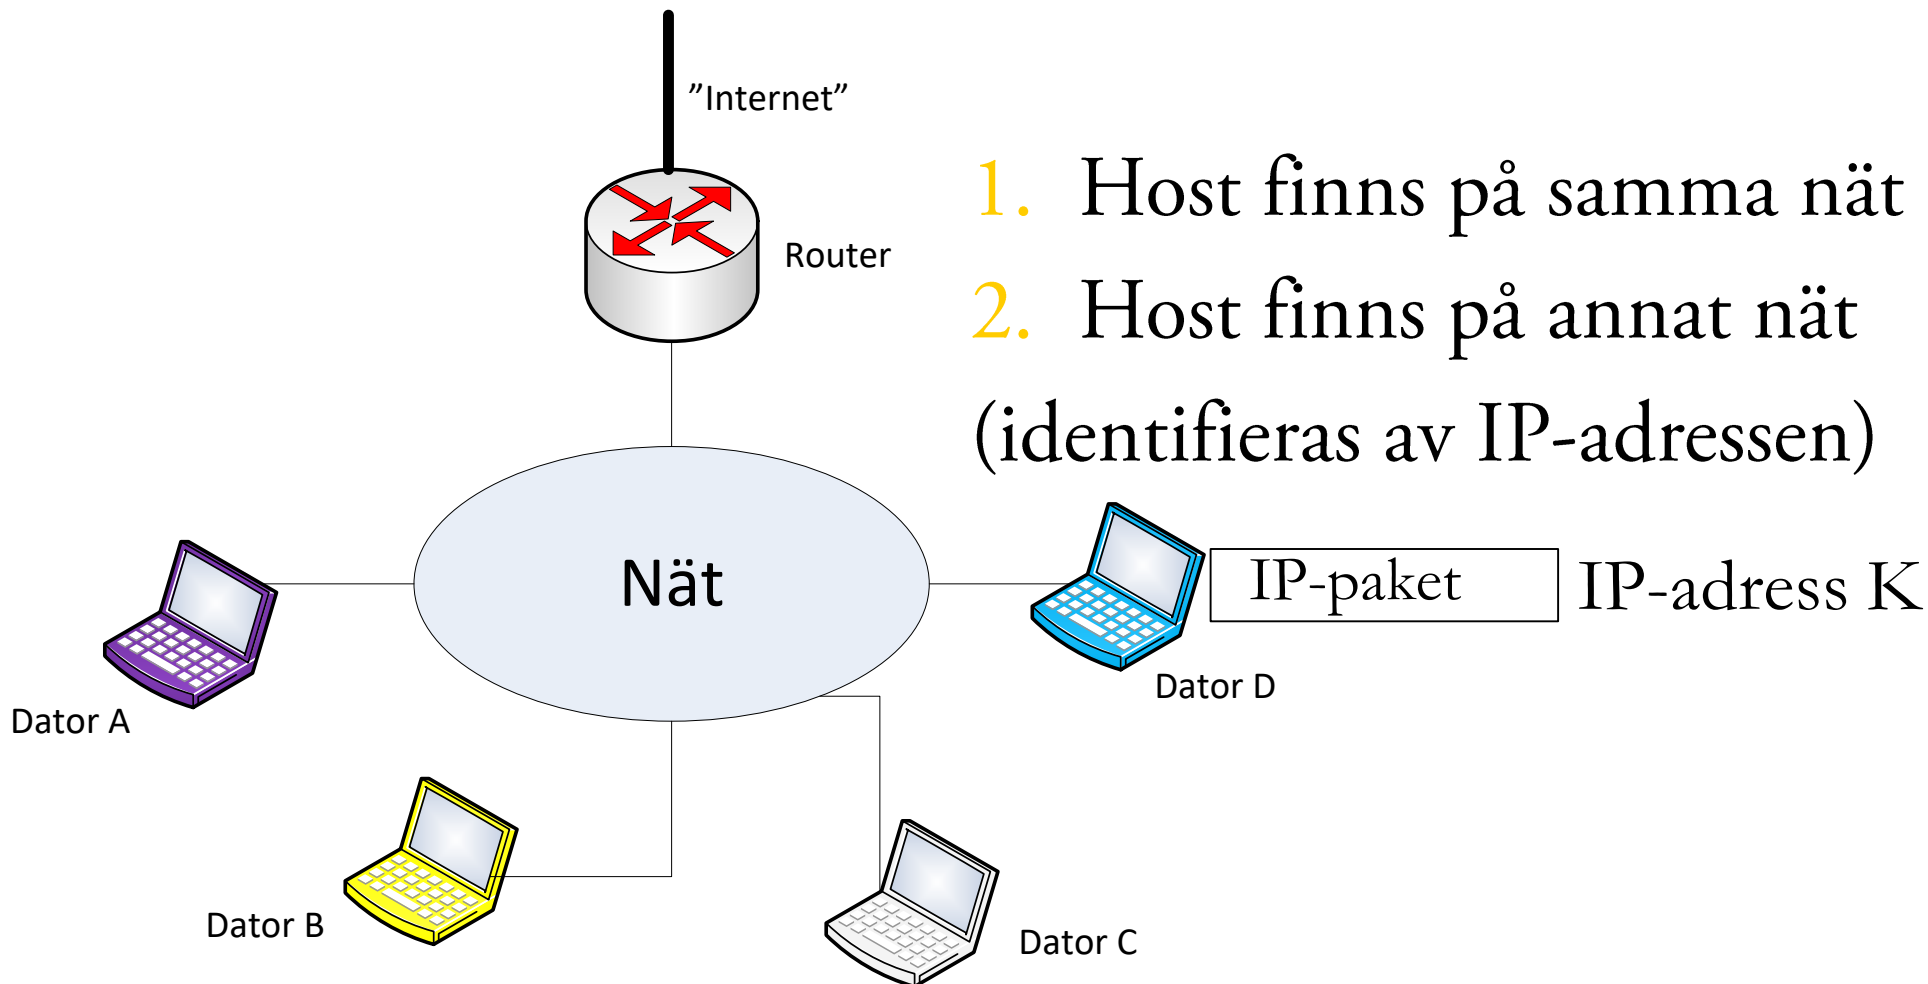 ”Internet”
Router
1. Host finns på samma nät
2. Host finns på annat nät
(identifieras av IP-adressen)
Nät
IP-paket
IP-adress K
Dator A
Dator D
Dator B
Dator C